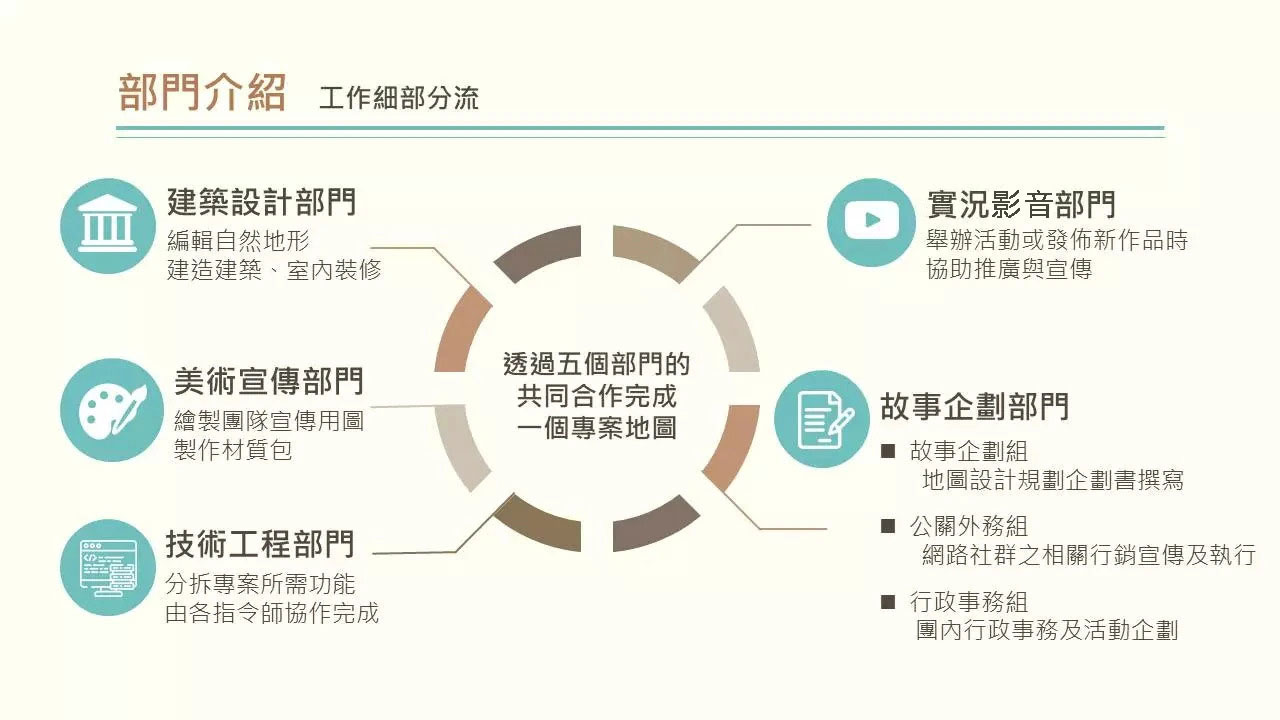 部門介紹 工作細部分流
建築設計部門
編輯自然地形
建造建築、室內裝修
美術宣傳部門
繪製團隊宣傳用圖
製作材質包
技術工程部門
分拆專案所需功能
由各指令師協作完成
透過五個部門的
共同合作完成
一個專案地圖
實況影音部門
舉辦活動或發佈新作品時
協助推廣與宣傳
故事企劃部門
■ 故事企劃組
地圖設計規劃企劃書撰寫
■ 公關外務組
網路社群之相關行銷宣傳及執行
■ 行政事務組
團內行政事務及活動企劃